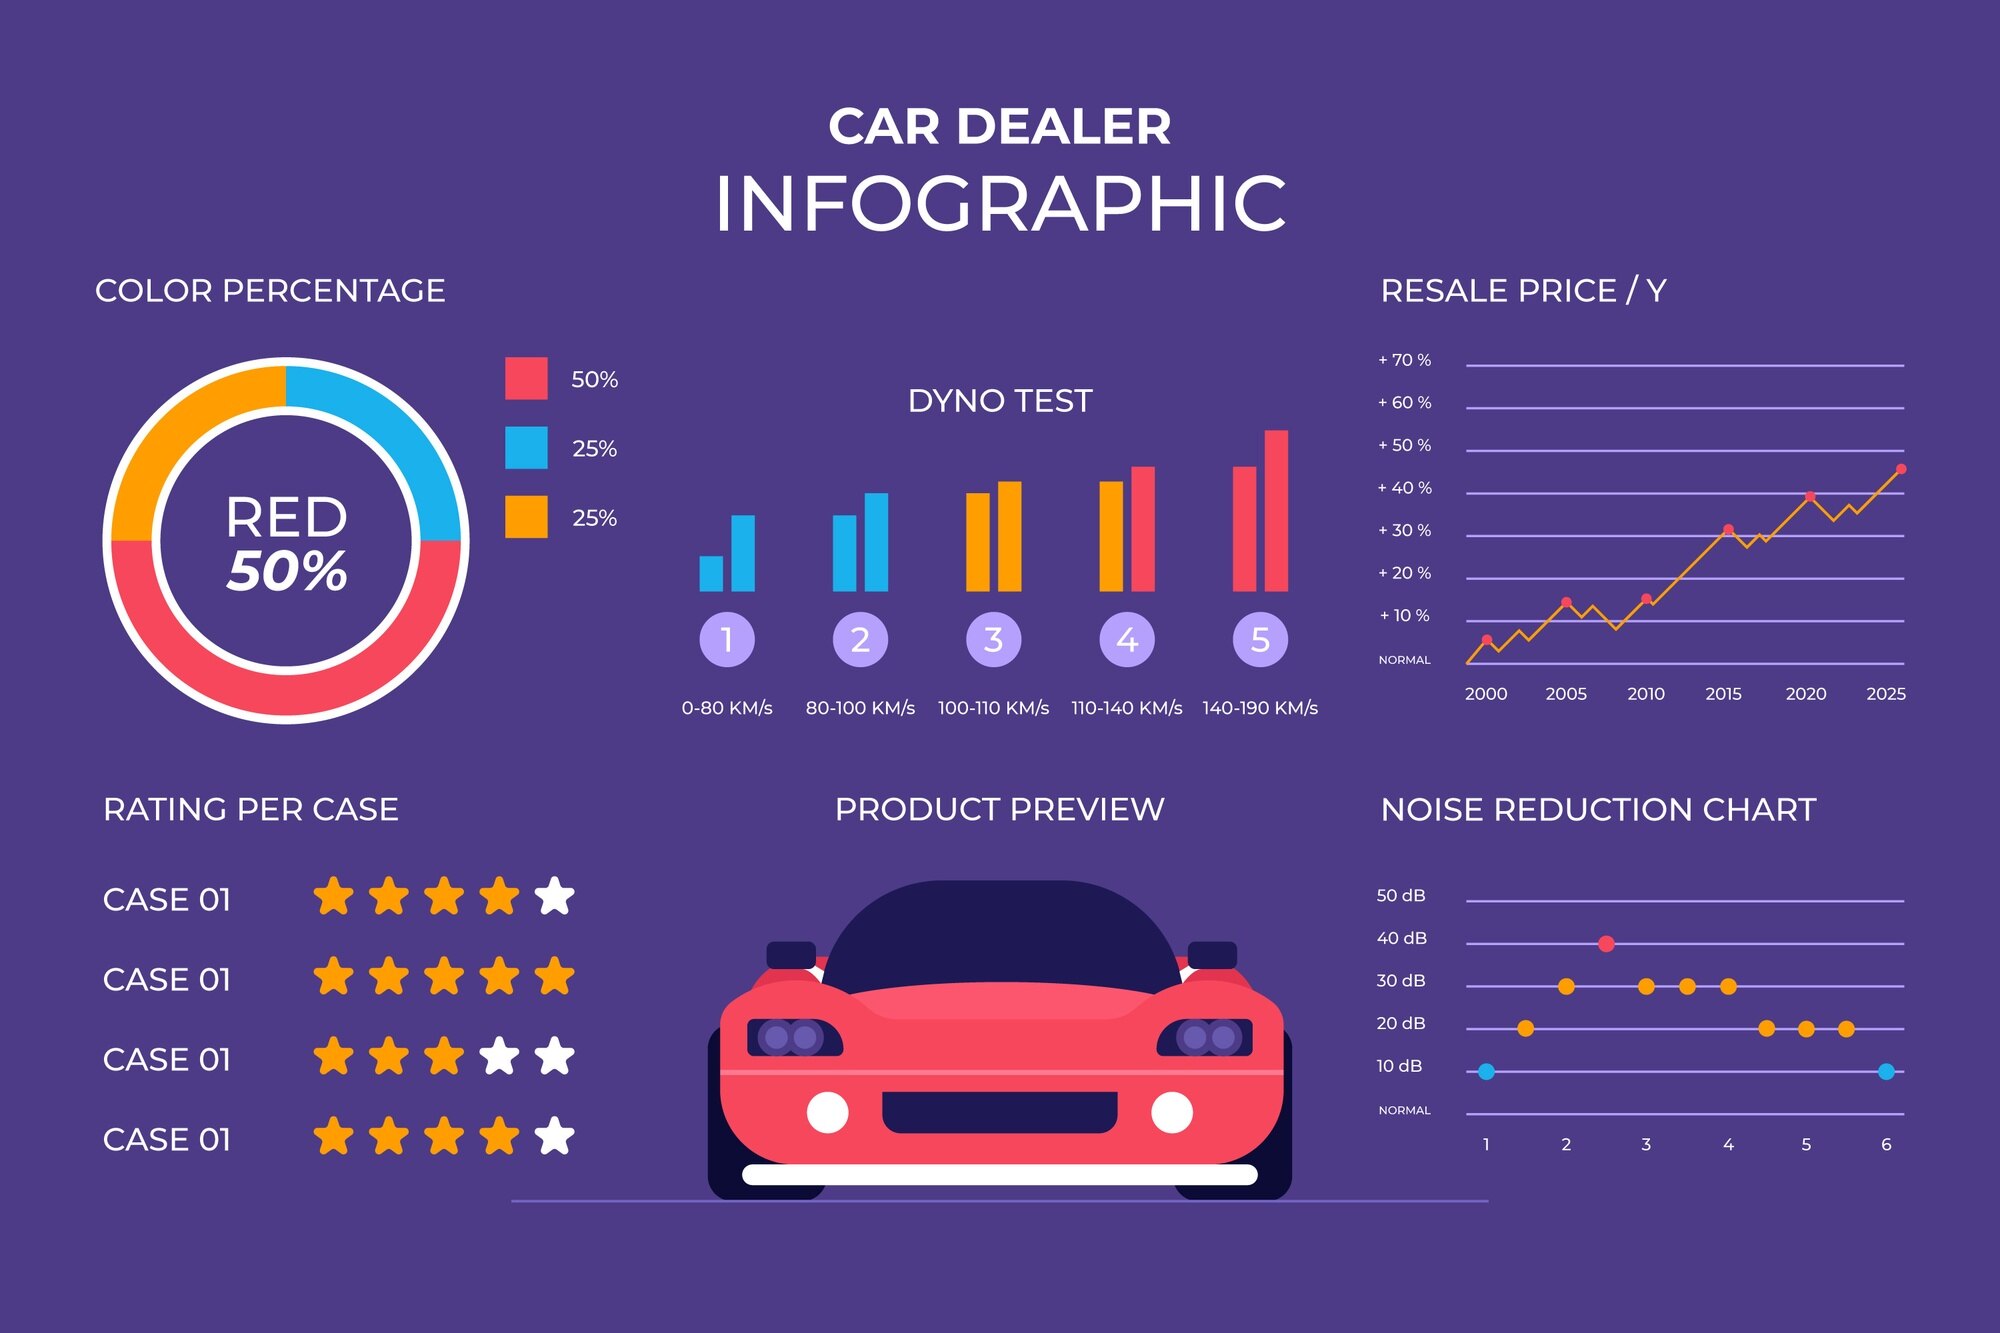 CAR DEALER
INFOGRAPHIC
COLOR PERCENTAGE
RED
50%
50%
25%
25%
DYNO TEST
1 2 3 4 5
0-80 KM/s 80-100 KM/s 100-110 KM/s 110-140 KM/s 140-190 KM/s
RESALE PRICE / Y
+ 70 %
+ 60 %
+ 50 %
+ 40 %
+ 30 %
+ 20 %
+ 10 %
NORMAL
2000 2005 2010 2015 2020 2025
RATING PER CASE
CASE 01
CASE 01
CASE 01
CASE 01
PRODUCT PREVIEW
NOISE REDUCTION CHART
50 dB
40 dB
30 dB
20 dB
10 dB
NORMAL
1 2 3 4 5 6